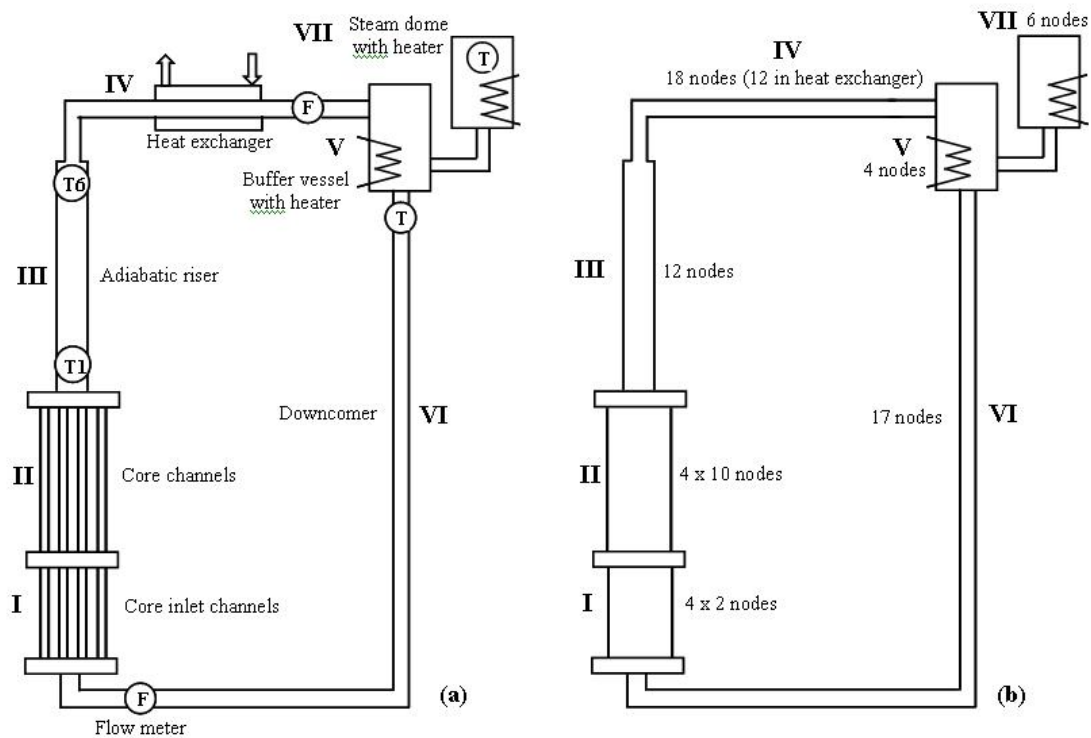 VII
Steam dome
with heater
T
IV
F
Heat exchanger
V
T6
Buffer vessel
with heater
T
III
Adiabatic riser
T1
Downcomer
VI
II
Core channels
I
Core inlet channels
F
(a)
Flow meter
VII 6 nodes
IV
18 nodes (12 in heat exchanger)
V
4 nodes
III
12 nodes
17 nodes
VI
II
4 x 10 nodes
I
4 x 2 nodes
(b)